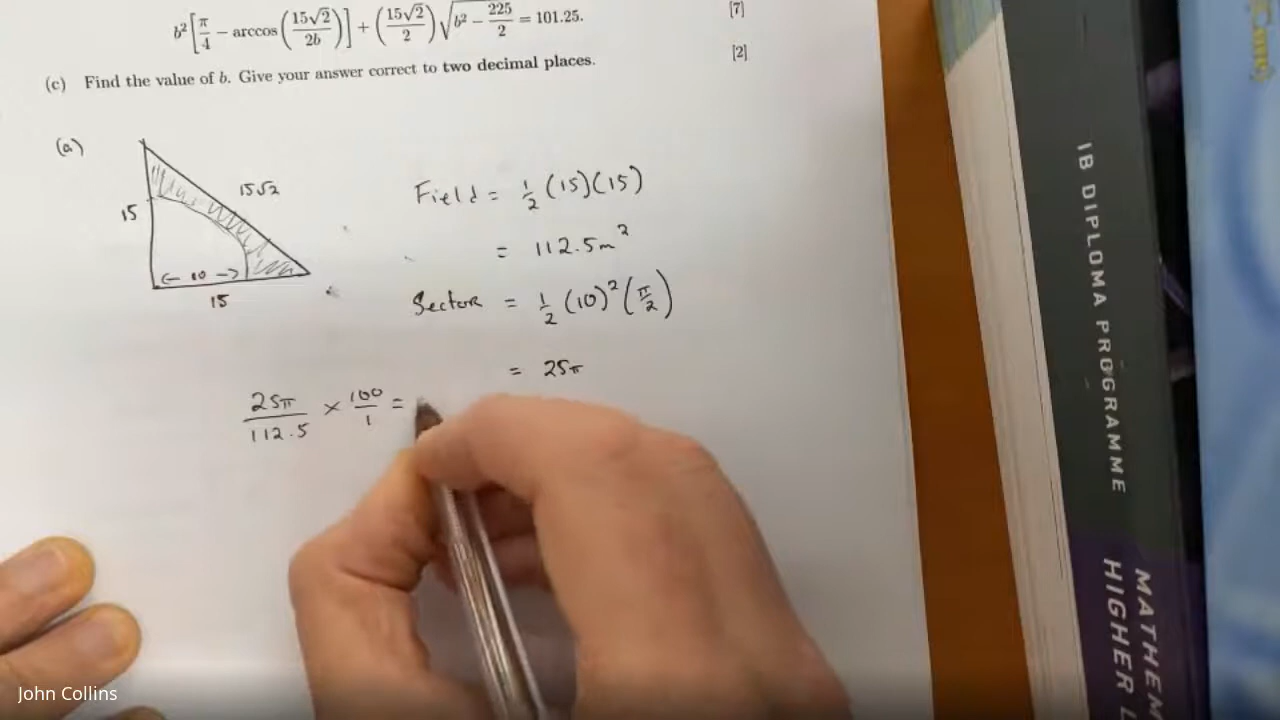 b²[π/4 − arccos(15√2/2b)] + (15√2/2)√(b² − 225/2) = 101.25. [7]
(c) Find the value of b. Give your answer correct to two decimal places. [2]
(a)
15√2
15
← 10 →
15
Field = 1/2 (15)(15)
= 112.5m²
Sector = 1/2 (10)² (π/2)
= 25π
25π/112.5 × 100/1 =
IB DIPLOMA PROGRAMME
MATHEM
HIGHER L
John Collins